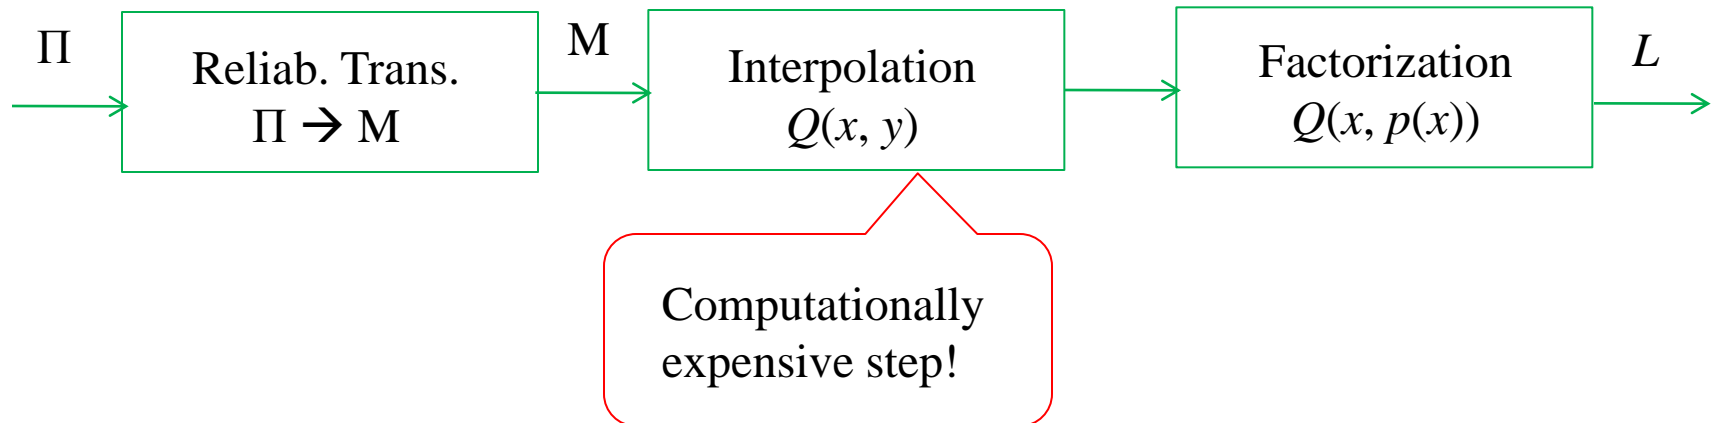 Π
Reliab. Trans.
Π → M
M
Interpolation
Q(x, y)
Factorization
Q(x, p(x))
L
Computationally
expensive step!